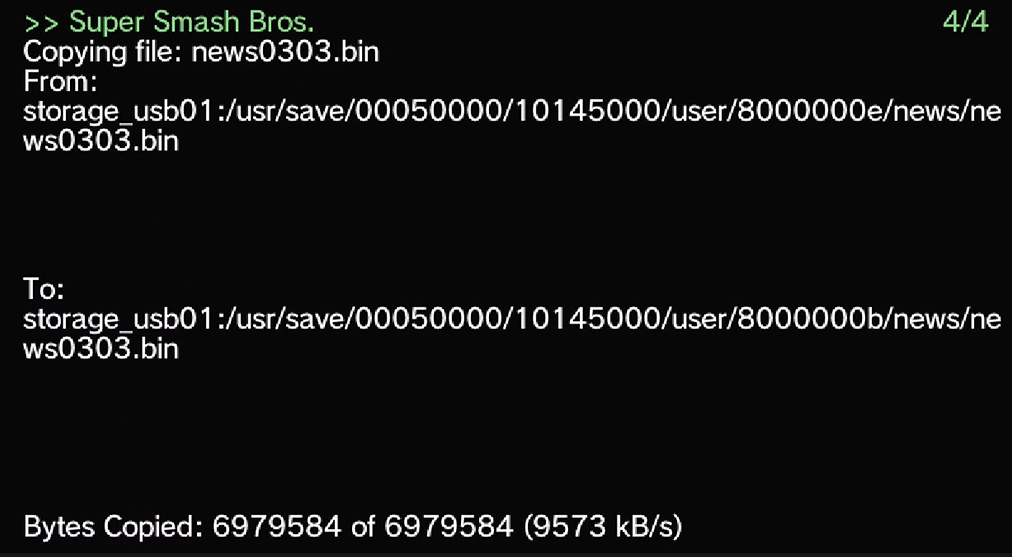 >> Super Smash Bros. 4/4
Copying file: news0303.bin
From:
storage_usb01:/usr/save/00050000/10145000/user/8000000e/news/ne
ws0303.bin
To:
storage_usb01:/usr/save/00050000/10145000/user/8000000b/news/ne
ws0303.bin
Bytes Copied: 6979584 of 6979584 (9573 kB/s)